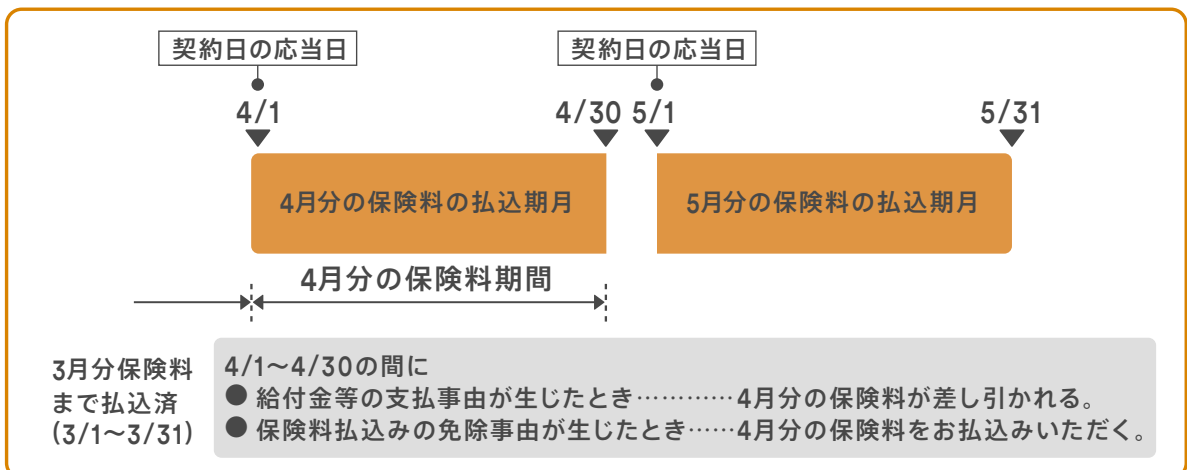 契約日の応当日
契約日の応当日
4/1
4/30
5/1
5/31
4月分の保険料の払込期月
5月分の保険料の払込期月
4月分の保険料期間
3月分保険料
まで払込済
(3/1〜3/31)
4/1〜4/30の間に
● 給付金等の支払事由が生じたとき…………4月分の保険料が差し引かれる。
● 保険料払込みの免除事由が生じたとき……4月分の保険料をお払込みいただく。